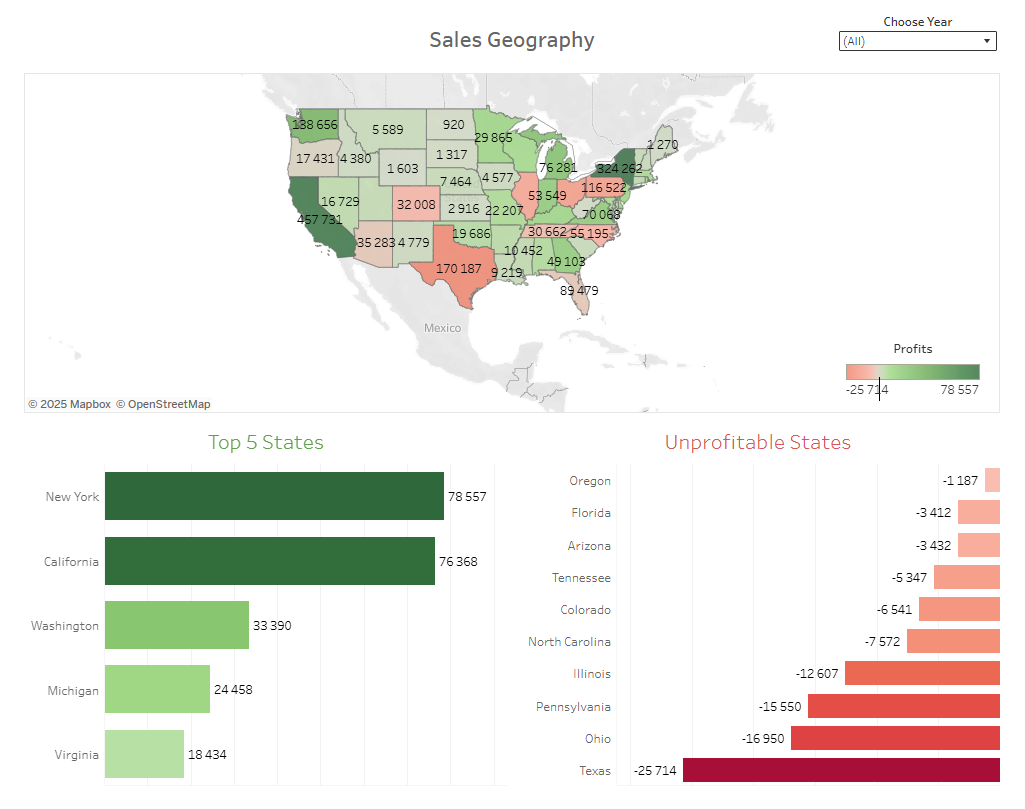 Choose Year
Sales Geography
(All)
138 656
5 589
920
29 865
1 270
17 431
4 380
1 603
1 317
76 281
324 262
7 464
4 577
53 549
116 522
16 729
32 008
2 916
22 207
70 068
457 731
35 283
4 779
19 686
30 662
55 195
10 452
49 103
9 219
89 479
Mexico
Profits
-25 714
78 557
© 2025 Mapbox © OpenStreetMap
Top 5 States
New York 78 557
California 76 368
Washington 33 390
Michigan 24 458
Virginia 18 434
Unprofitable States
Oregon -1 187
Florida -3 412
Arizona -3 432
Tennessee -5 347
Colorado -6 541
North Carolina -7 572
Illinois -12 607
Pennsylvania -15 550
Ohio -16 950
Texas -25 714
170 187